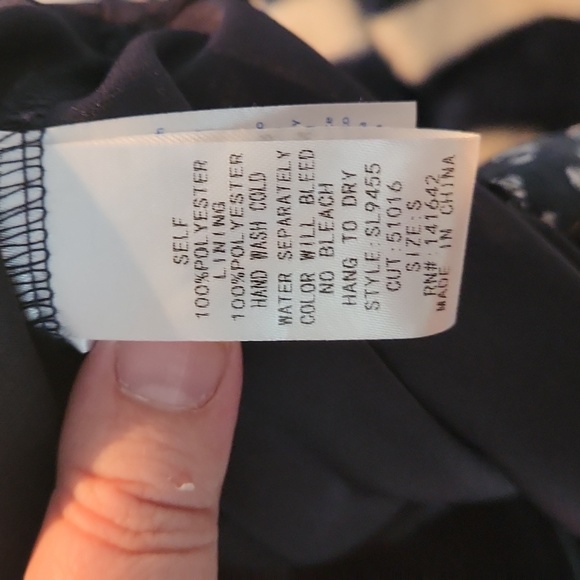 SELF
100%POLYESTER
LINING
100%POLYESTER
HAND WASH COLD
WATER SEPARATELY
COLOR WILL BLEED
NO BLEACH
HANG TO DRY
STYLE:SL9455
CUT:51016
SIZE:S
RN#:141642
MADE IN CHINA